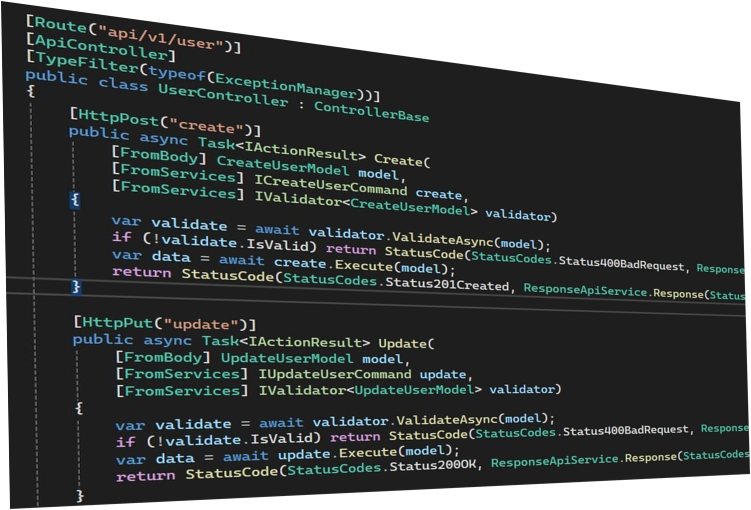 [Route("api/v1/user")]
[ApiController]
[TypeFilter(typeof(ExceptionManager))]
public class UserController : ControllerBase
{
[HttpPost("create")]
public async Task<IActionResult> Create(
[FromBody] CreateUserModel model,
[FromServices] ICreateUserCommand create,
[FromServices] IValidator<CreateUserModel> validator)
{
var validate = await validator.ValidateAsync(model);
if (!validate.IsValid) return StatusCode(StatusCodes.Status400BadRequest, Response
var data = await create.Execute(model);
return StatusCode(StatusCodes.Status201Created, ResponseApiService.Response(Status
}
[HttpPut("update")]
public async Task<IActionResult> Update(
[FromBody] UpdateUserModel model,
[FromServices] IUpdateUserCommand update,
[FromServices] IValidator<UpdateUserModel> validator)
{
var validate = await validator.ValidateAsync(model);
if (!validate.IsValid) return StatusCode(StatusCodes.Status400BadRequest, Response
var data = await update.Execute(model);
return StatusCode(StatusCodes.Status200OK, ResponseApiService.Response(StatusCodes
}